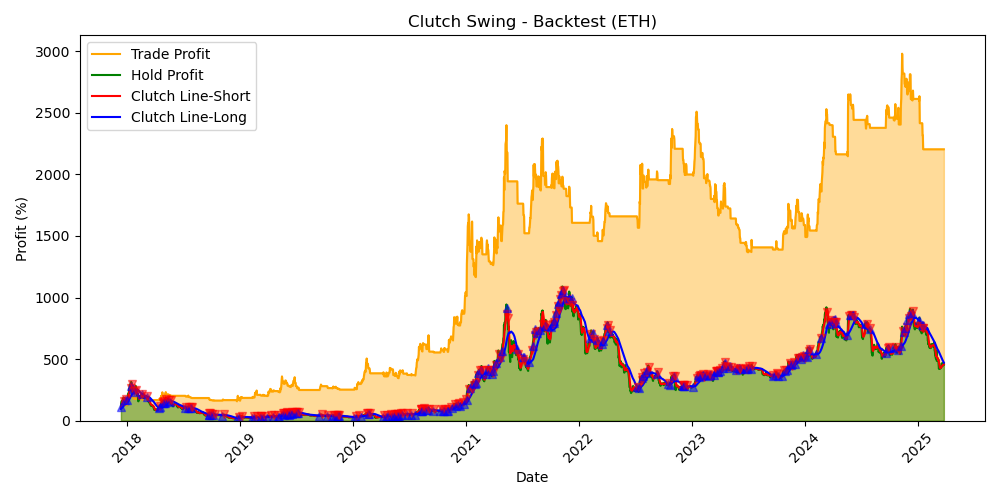 Clutch Swing - Backtest (ETH)
Trade Profit
Hold Profit
Clutch Line-Short
Clutch Line-Long
Profit (%)
3000
2500
2000
1500
1000
500
0
2018
2019
2020
2021
2022
2023
2024
2025
Date